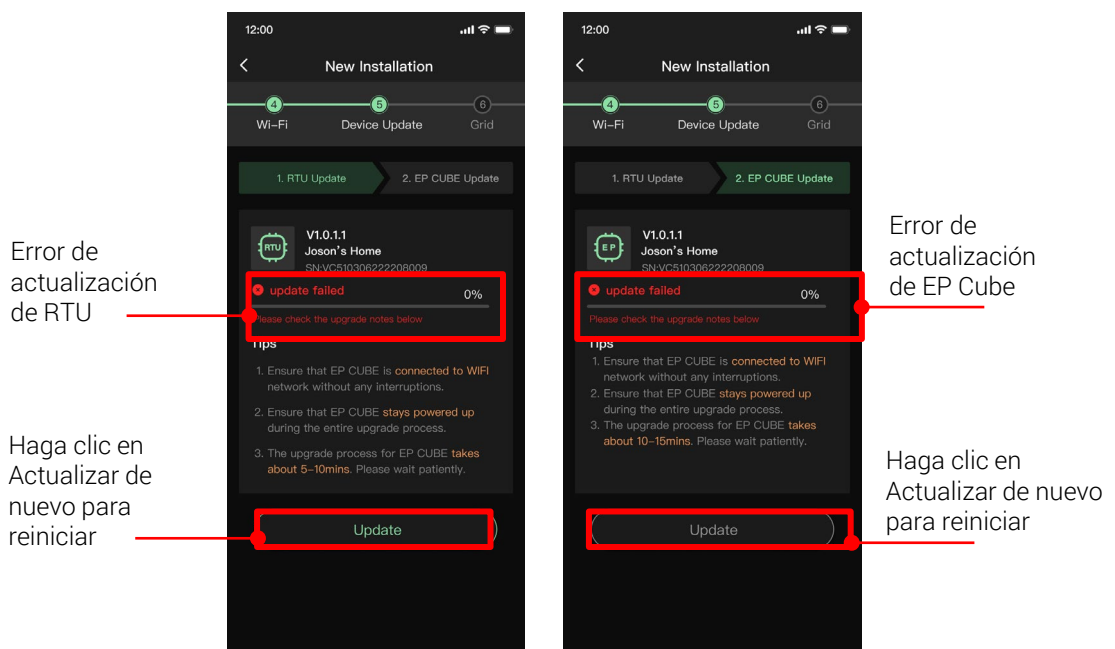 Error de
actualización
de RTU
Haga clic en
Actualizar de
nuevo para
reiniciar
12:00
New Installation
4
5
6
Wi-Fi
Device Update
Grid
1. RTU Update
2. EP CUBE Update
RTU
V1.0.1.1
Joson's Home
SN:VC510306222208009
update failed
0%
Please check the upgrade notes below
Tips
1. Ensure that EP CUBE is connected to WIFI
network without any interruptions.
2. Ensure that EP CUBE stays powered up
during the entire upgrade process.
3. The upgrade process for EP CUBE takes
about 5-10mins. Please wait patiently.
Update
12:00
New Installation
4
5
6
Wi-Fi
Device Update
Grid
1. RTU Update
2. EP CUBE Update
EP
V1.0.1.1
Joson's Home
SN:VC510306222208009
update failed
0%
Please check the upgrade notes below
Tips
1. Ensure that EP CUBE is connected to WIFI
network without any interruptions.
2. Ensure that EP CUBE stays powered up
during the entire upgrade process.
3. The upgrade process for EP CUBE takes
about 10-15mins. Please wait patiently.
Update
Error de
actualización
de EP Cube
Haga clic en
Actualizar de nuevo
para reiniciar